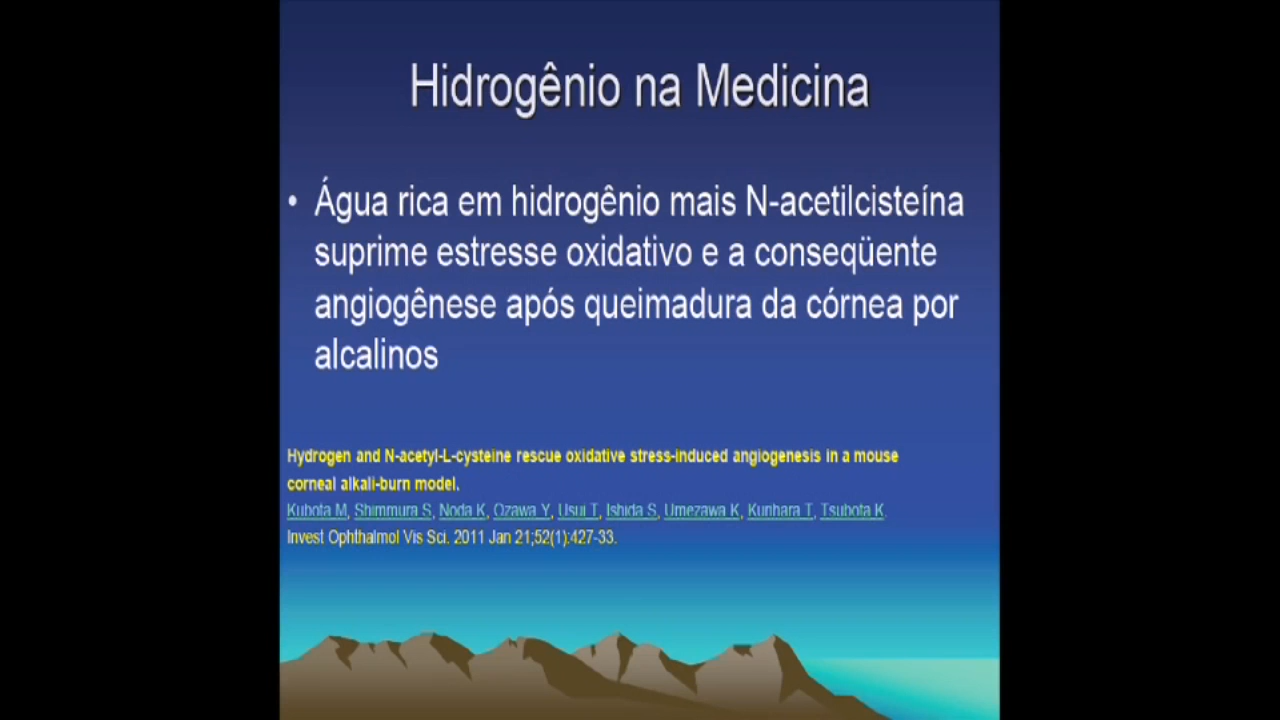 Hidrogênio na Medicina
• Água rica em hidrogênio mais N-acetilcisteína
suprime estresse oxidativo e a conseqüente
angiogênese após queimadura da córnea por
alcalinos
Hydrogen and N-acetyl-L-cysteine rescue oxidative stress-induced angiogenesis in a mouse
corneal alkali-burn model.
Kubota M, Shimmura S, Noda K, Ozawa Y, Usui T, Ishida S, Umezawa K, Kurihara T, Tsubota K.
Invest Ophthalmol Vis Sci. 2011 Jan 21;52(1):427-33.